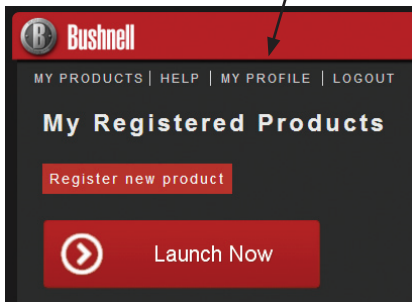 B Bushnell
MY PRODUCTS | HELP | MY PROFILE | LOGOUT
My Registered Products
Register new product
Launch Now